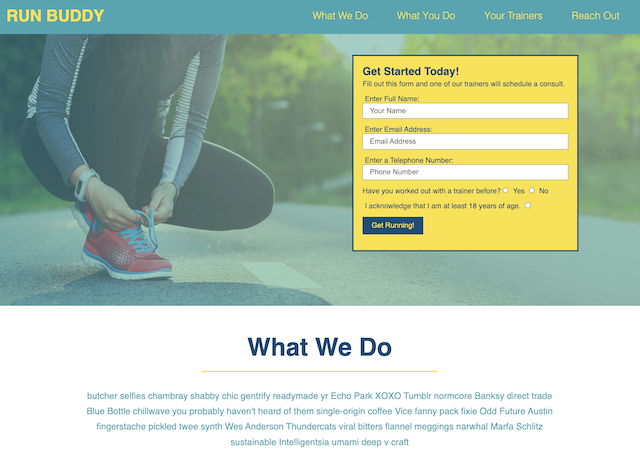 RUN BUDDY
What We Do
What You Do
Your Trainers
Reach Out
Get Started Today!
Fill out this form and one of our trainers will schedule a consult.
Enter Full Name:
Your Name
Enter Email Address:
Email Address
Enter a Telephone Number:
Phone Number
Have you worked out with a trainer before? Yes No
I acknowledge that I am at least 18 years of age.
Get Running!
What We Do
butcher selfies chambray shabby chic gentrify readymade yr Echo Park XOXO Tumblr normcore Banksy direct trade
Blue Bottle chillwave you probably haven't heard of them single-origin coffee Vice fanny pack fixie Odd Future Austin
fingerstache pickled twee synth Wes Anderson Thundercats viral bitters flannel meggings narwhal Marfa Schlitz
sustainable Intelligentsia umami deep v craft